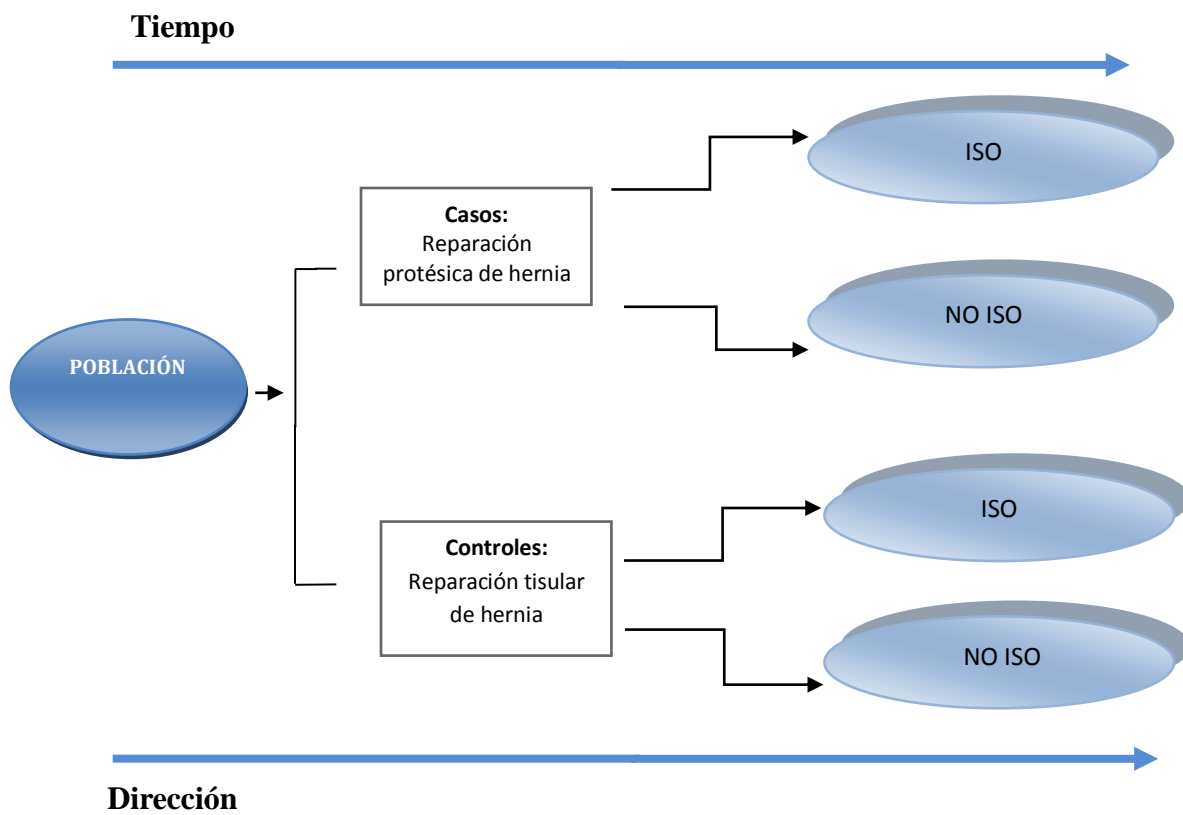 Tiempo
ISO
Casos:
Reparación
protésica de hernia
NO ISO
POBLACIÓN
ISO
Controles:
Reparación tisular
de hernia
NO ISO
Dirección